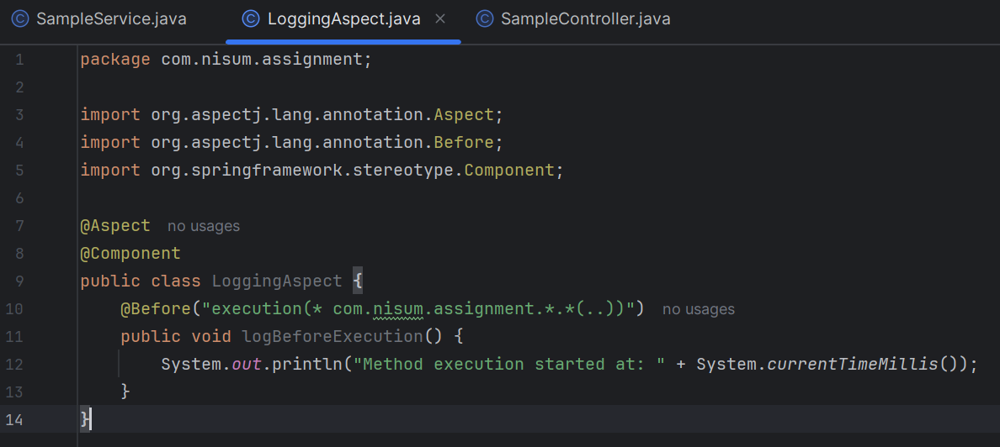 SampleService.java LoggingAspect.java × SampleController.java
1 package com.nisum.assignment;
2
3 import org.aspectj.lang.annotation.Aspect;
4 import org.aspectj.lang.annotation.Before;
5 import org.springframework.stereotype.Component;
6
7 @Aspect no usages
8 @Component
9 public class LoggingAspect {
10     @Before("execution(* com.nisum.assignment.*.*(..))") no usages
11     public void logBeforeExecution() {
12         System.out.println("Method execution started at: " + System.currentTimeMillis());
13     }
14 }